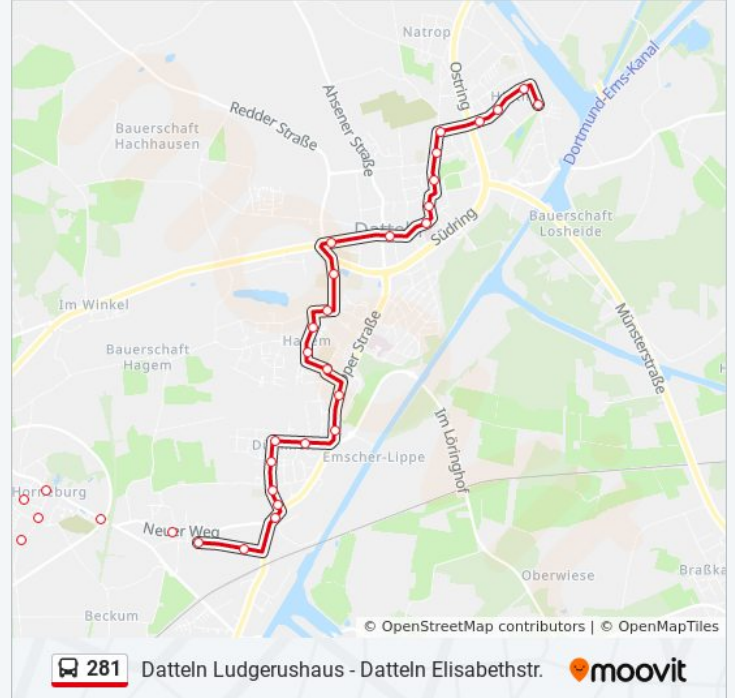 Natrop
Ostring
Ahsener Straße
Redder Straße
Dortmund-Ems-Kanal
Bauerschaft
Hachhausen
Südring
Bauerschaft
Losheide
Im Winkel
Münsterstraße
Bauerschaft
Hagem
Im Löringhof
Emscher-Lippe
Horneburg
Neuer Weg
Oberwiese
Beckum
© OpenStreetMap contributors | © OpenMapTiles
281 Datteln Ludgerushaus - Datteln Elisabethstr. moovit